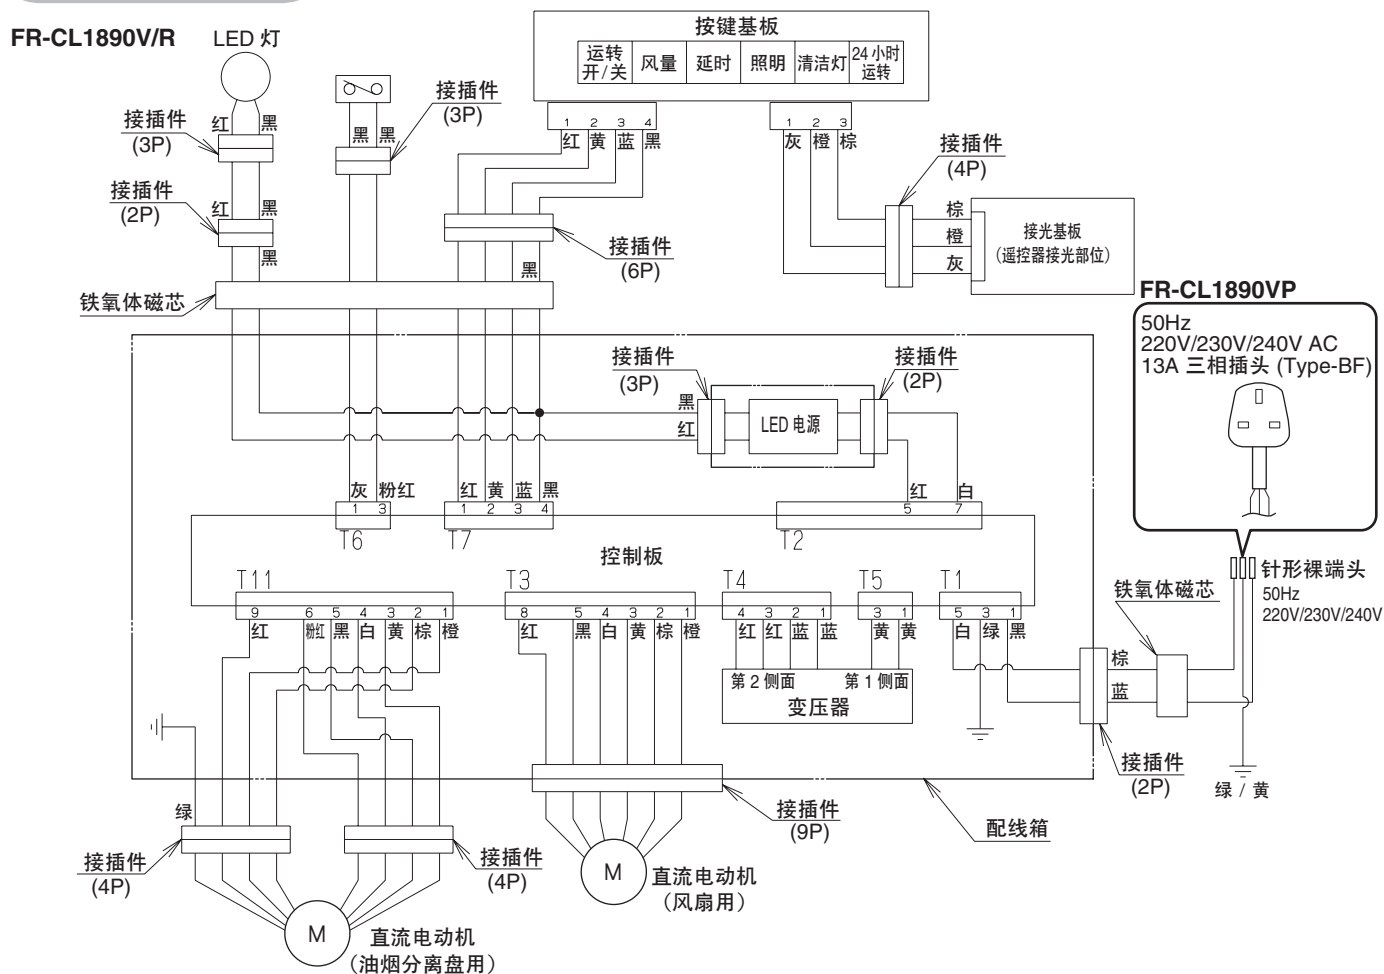 FR-CL1890V/R
LED 灯
按键基板
运转
开/关
风量
延时
照明
清洁灯
24小时
运转
接插件
(3P)
红
黑
接插件
(3P)
黑
黑
1 2 3 4
红 黄 蓝 黑
1 2 3
灰 橙 棕
接插件
(4P)
接插件
(2P)
红
黑
黑
接插件
(6P)
黑
棕
橙
灰
接光基板
(遥控器接光部位)
铁氧体磁芯
FR-CL1890VP
50Hz
220V/230V/240V AC
13A 三相插头 (Type-BF)
接插件
(3P)
接插件
(2P)
黑
红
LED 电源
灰 粉红
1 3
T6
红 黄 蓝 黑
1 2 3 4
T7
红 白
5 7
T2
控制板
T11
9 6 5 4 3 2 1
红 粉红 黑 白 黄 棕 橙
T3
8 5 4 3 2 1
红 黑 白 黄 棕 橙
T4
4 3 2 1
红 红 蓝 蓝
T5
3 1
黄 黄
T1
5 3 1
白 绿 黑
第 2 侧面
第 1 侧面
变压器
铁氧体磁芯
针形裸端头
50Hz
220V/230V/240V
棕
蓝
接插件
(2P)
绿 / 黄
绿
接插件
(4P)
接插件
(4P)
接插件
(9P)
配线箱
M
直流电动机
(风扇用)
M
直流电动机
(油烟分离盘用)